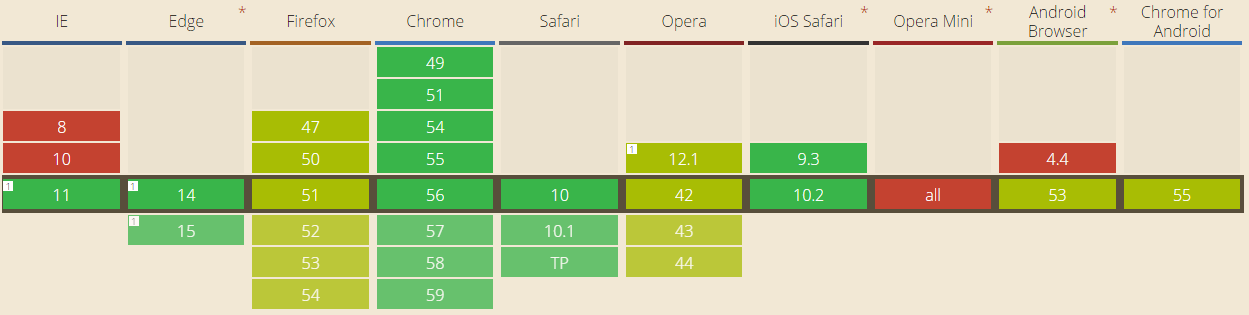 IE Edge * Firefox Chrome Safari Opera iOS Safari * Opera Mini * Android Browser * Chrome for Android
49
51
8 47 54
10 50 55 1 12.1 9.3 4.4
1 11 1 14 51 56 10 42 10.2 all 53 55
1 15 52 57 10.1 43
53 58 TP 44
54 59